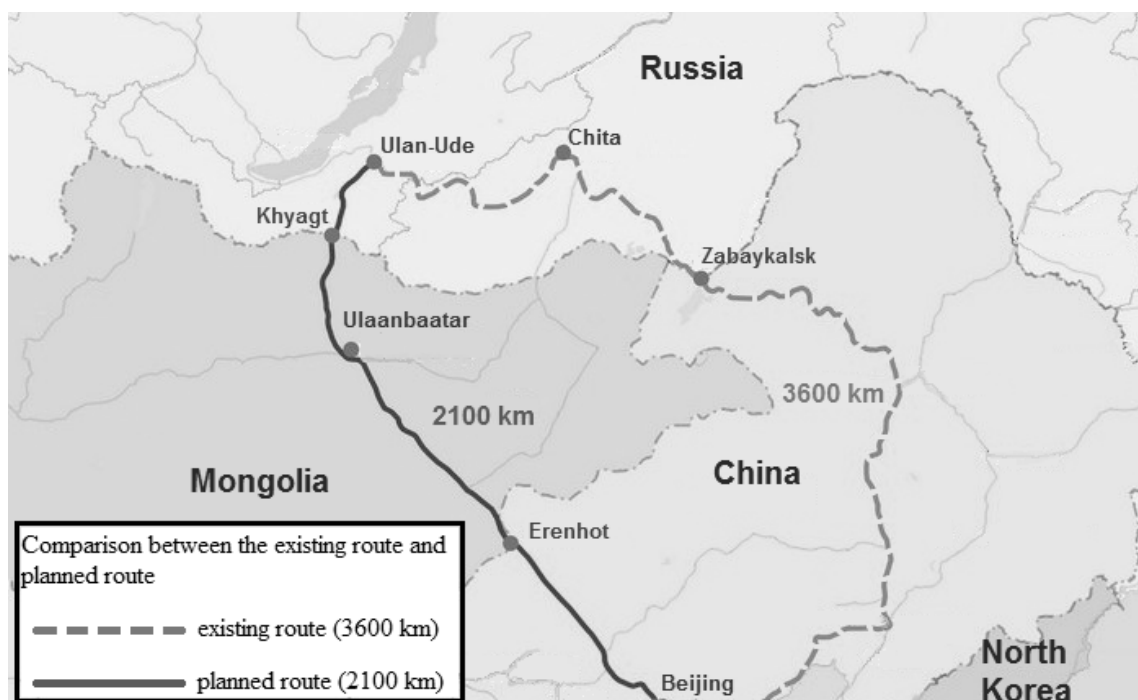 Russia
Chita
Ulan-Ude
Khyagt
Zabaykalsk
Ulaanbaatar
3600 km
2100 km
China
Mongolia
Erenhot
Comparison between the existing route and
planned route
existing route (3600 km)
planned route (2100 km)
Beijing
North
Korea